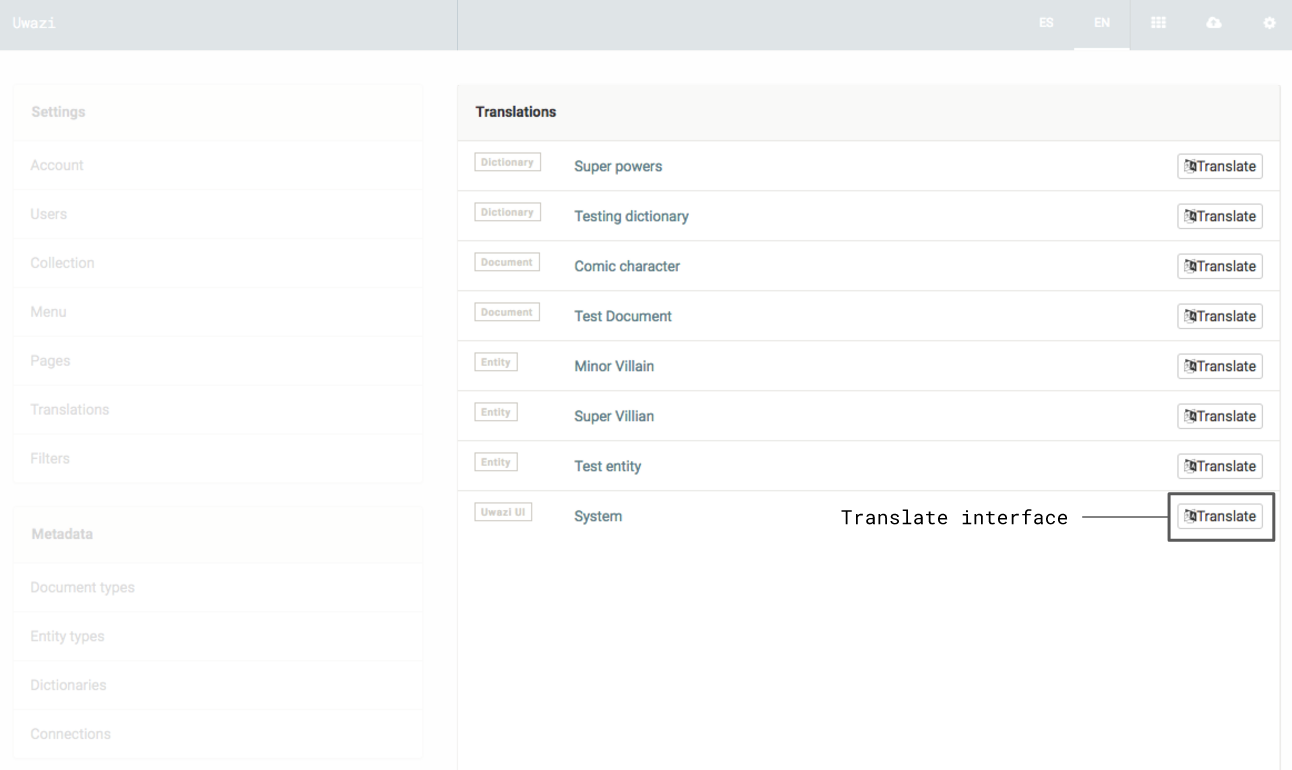 Uwazi
ES EN
Settings
Account
Users
Collection
Menu
Pages
Translations
Filters
Metadata
Document types
Entity types
Dictionaries
Connections
Translations
Dictionary Super powers Translate
Dictionary Testing dictionary Translate
Document Comic character Translate
Document Test Document Translate
Entity Minor Villain Translate
Entity Super Villian Translate
Entity Test entity Translate
Uwazi UI System Translate interface Translate